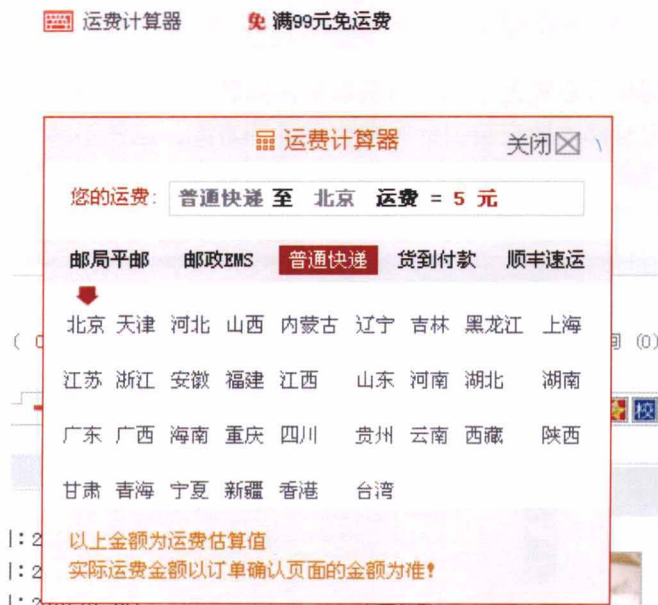 运费计算器 免 满99元免运费
运费计算器 关闭
您的运费: 普通快递 至 北京 运费 = 5 元
邮局平邮 邮政EMS 普通快递 货到付款 顺丰速运
北京 天津 河北 山西 内蒙古 辽宁 吉林 黑龙江 上海
( 0 (0)
江苏 浙江 安徽 福建 江西 山东 河南 湖北 湖南
校
广东 广西 海南 重庆 四川 贵州 云南 西藏 陕西
甘肃 青海 宁夏 新疆 香港 台湾
以上金额为运费估算值
实际运费金额以订单确认页面的金额为准!